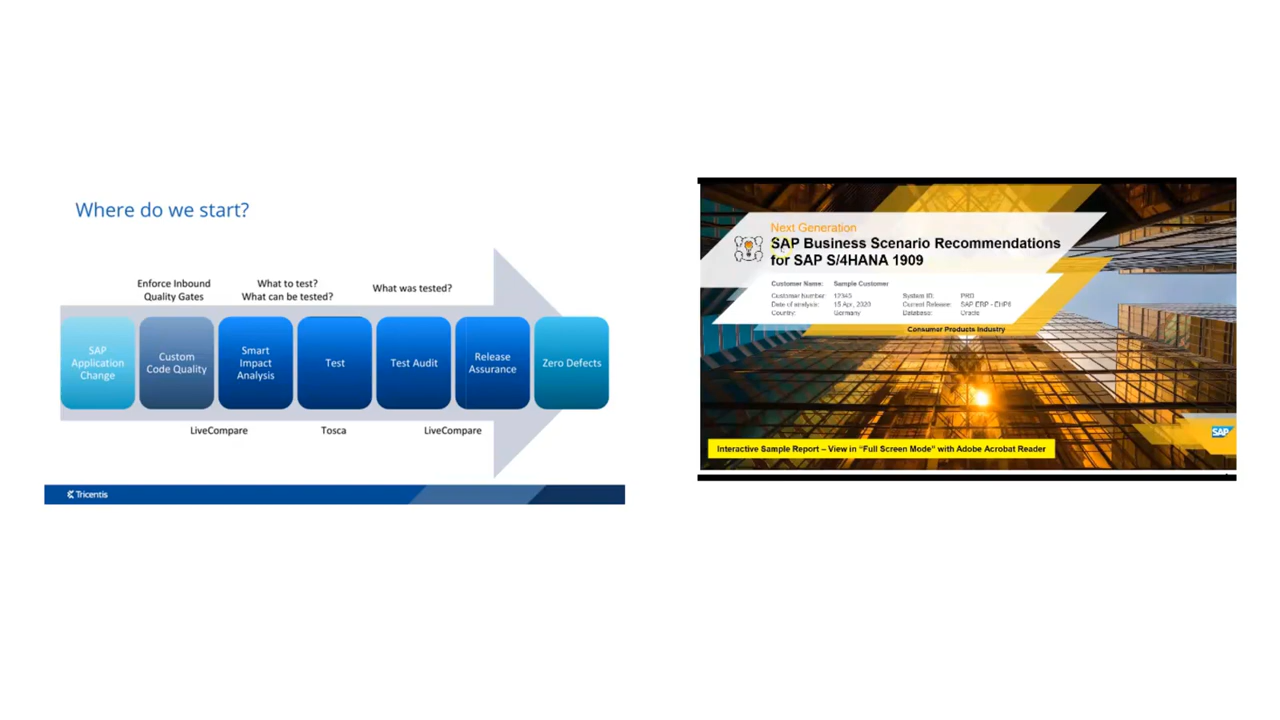 Where do we start?
Enforce Inbound
Quality Gates
What to test?
What can be tested?
What was tested?
SAP
Application
Change
Custom
Code Quality
Smart
Impact
Analysis
Test
Test Audit
Release
Assurance
Zero Defects
LiveCompare
Tosca
LiveCompare
Tricentis
Next Generation
SAP Business Scenario Recommendations
for SAP S/4HANA 1909
Customer Name: Sample Customer
Customer Number: 12345 System ID: PRD
Date of analysis: 15 Apr, 2020 Current Release: SAP ERP - EHP8
Country: Germany Database: Oracle
Consumer Products Industry
SAP
Interactive Sample Report – View in “Full Screen Mode” with Adobe Acrobat Reader